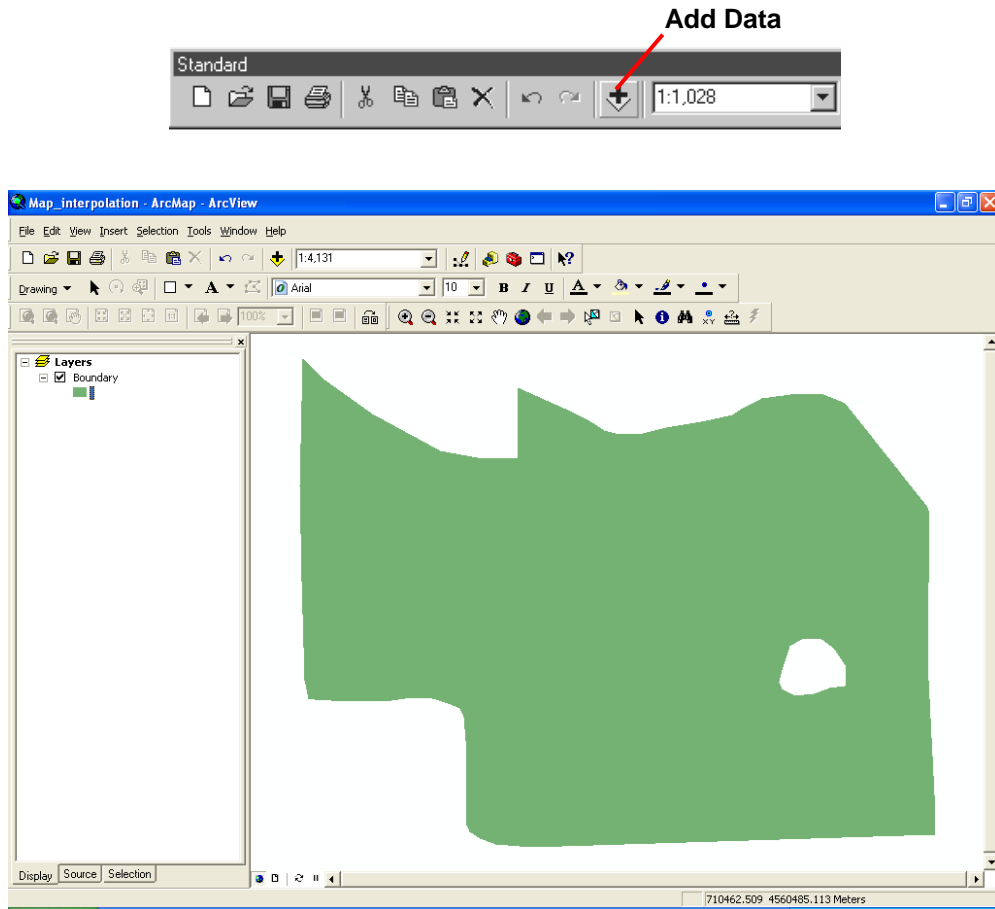 Add Data
Standard
1:1,028
Map_interpolation - ArcMap - ArcView
File Edit View Insert Selection Tools Window Help
1:4,131
Drawing A Arial 10 B I U A
100%
Layers
Boundary
Display Source Selection
710462.509 4560485.113 Meters